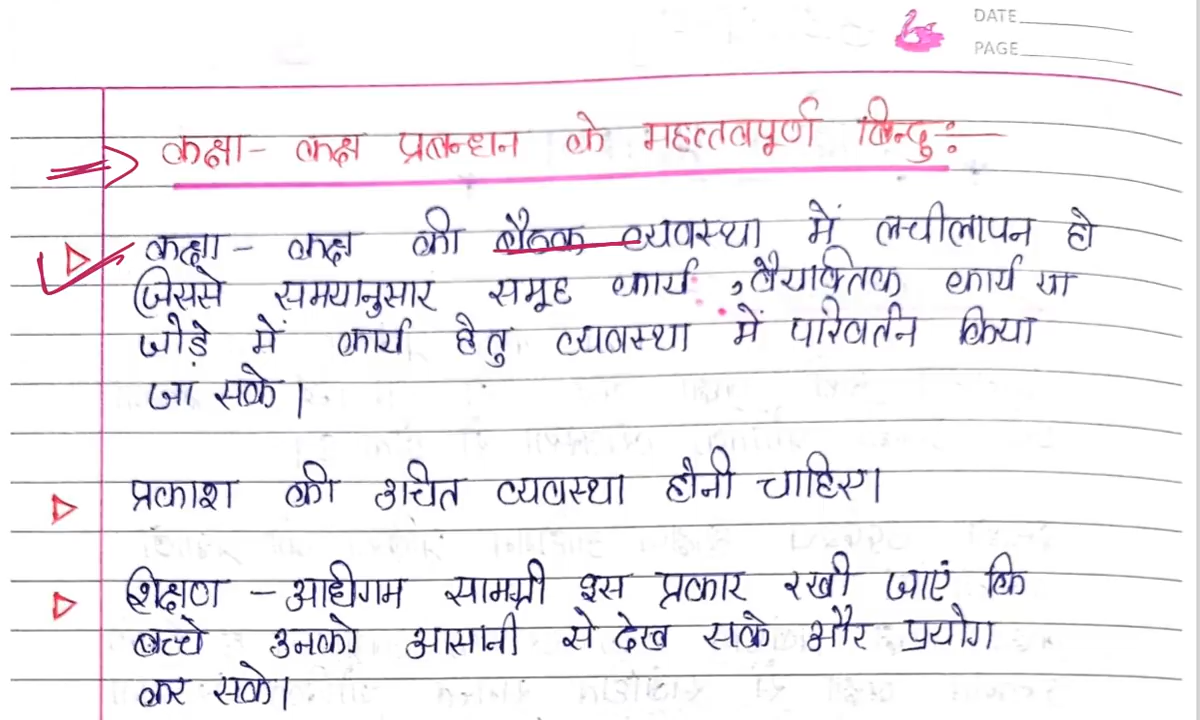 DATE
PAGE
कक्षा - कक्ष प्रबन्धन के महत्तवपूर्ण बिन्दु :—
कक्षा - कक्ष की बैठक व्यवस्था में लचीलापन हो
जिससे समयानुसार समूह कार्य , वैयक्तिक कार्य या
जोड़े में कार्य हेतु व्यवस्था में परिवर्तन किया
जा सके।
प्रकाश की उचित व्यवस्था होनी चाहिए।
शिक्षण - अधिगम सामग्री इस प्रकार रखी जाएं कि
बच्चे उनको आसानी से देख सके और प्रयोग
कर सके।